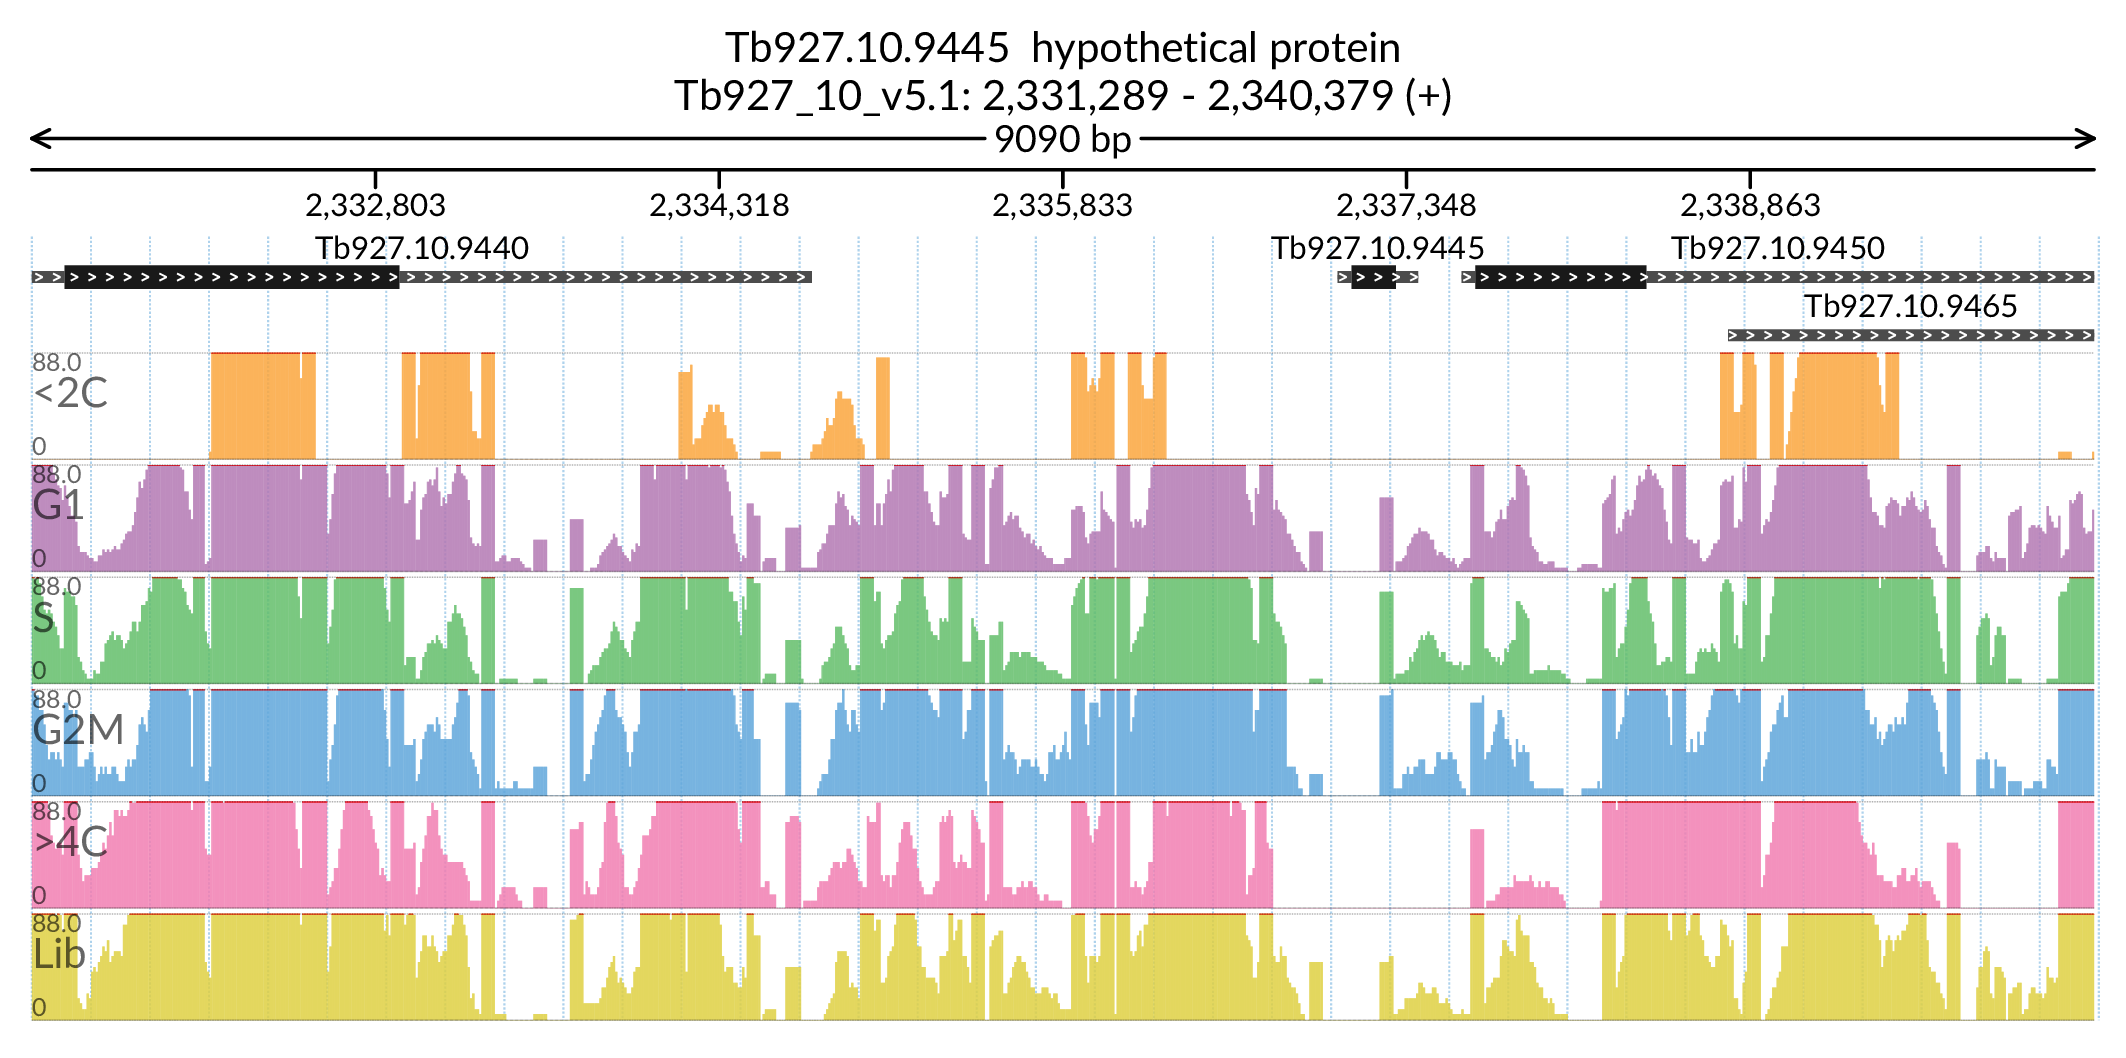 Tb927.10.9445  hypothetical protein
Tb927_10_v5.1: 2,331,289 - 2,340,379 (+)
9090 bp
2,332,803 2,334,318 2,335,833 2,337,348 2,338,863
Tb927.10.9440 Tb927.10.9445 Tb927.10.9450
Tb927.10.9465
88.0
<2C
0
88.0
G1
0
88.0
S
0
88.0
G2M
0
88.0
>4C
0
88.0
Lib
0